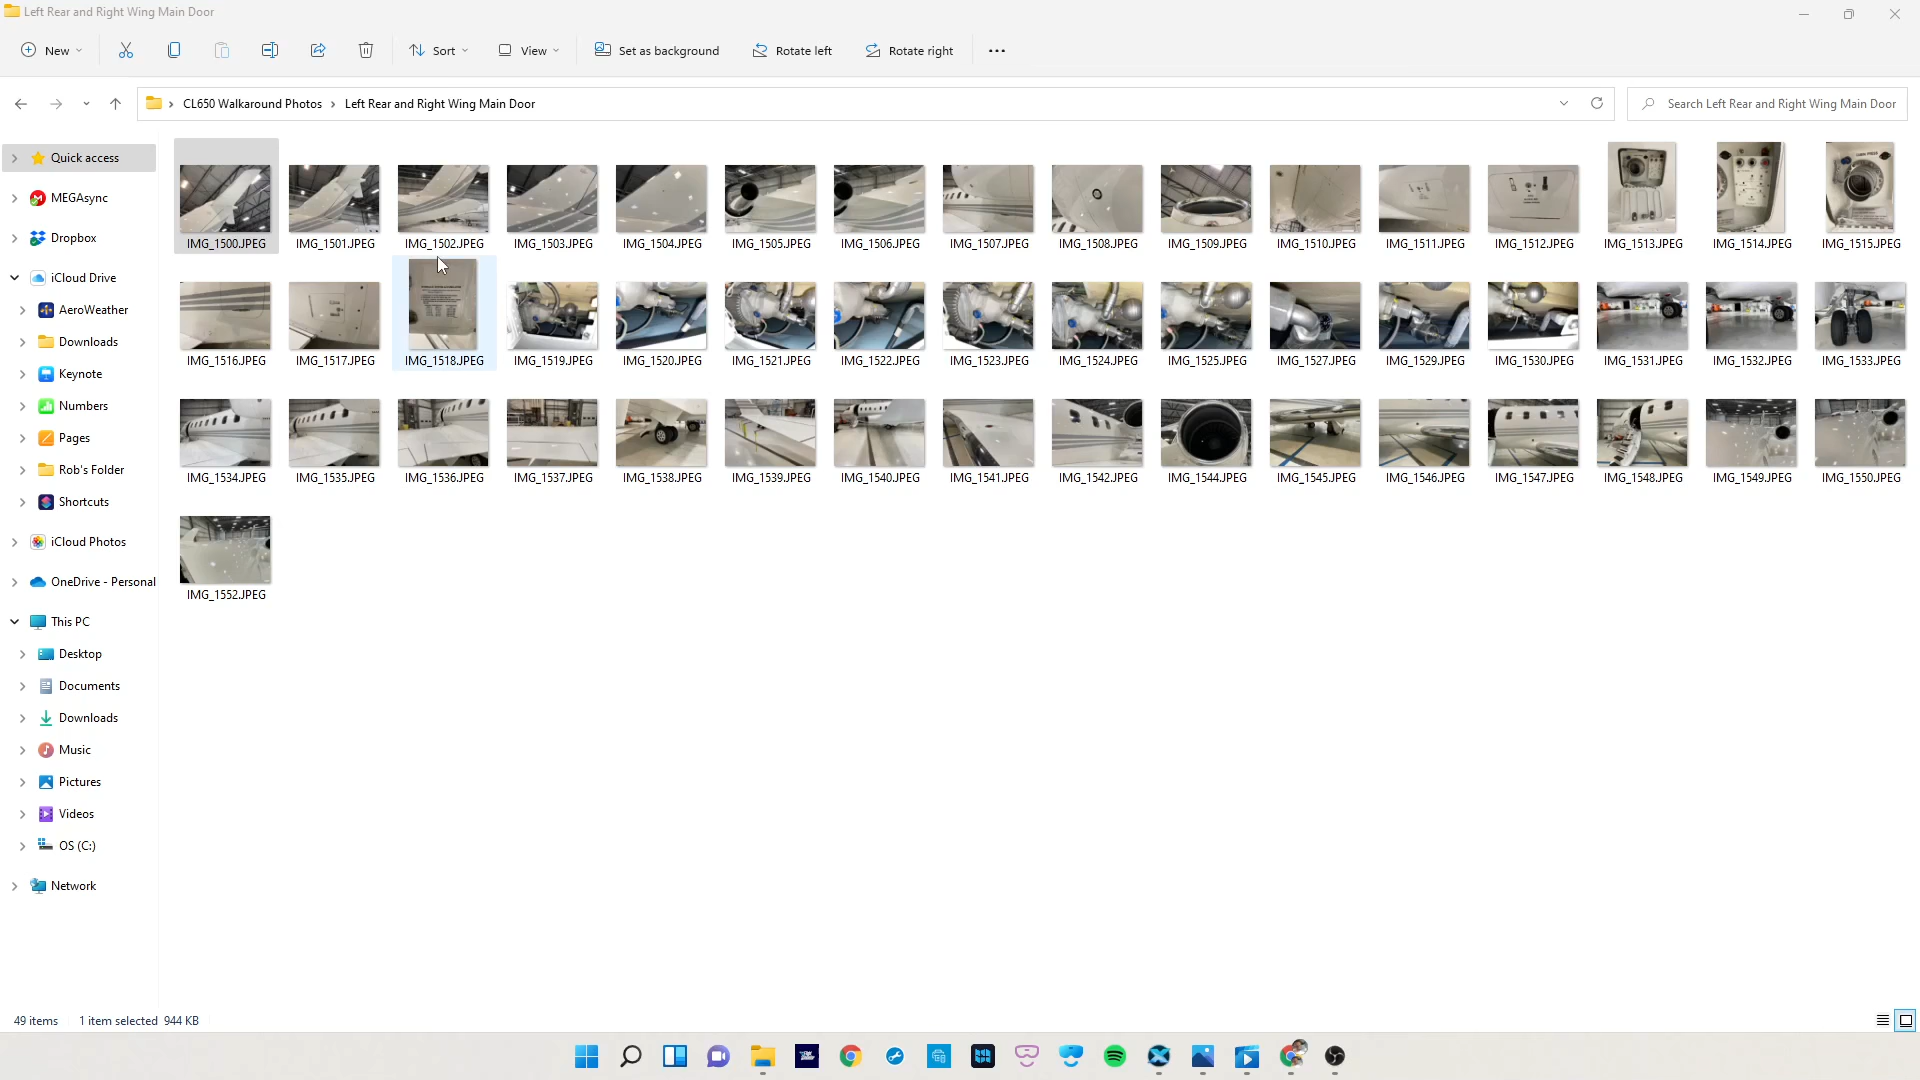 Left Rear and Right Wing Main Door
New
Sort
View
Set as background
Rotate left
Rotate right
CL650 Walkaround Photos
Left Rear and Right Wing Main Door
Search Left Rear and Right Wing Main Door
Quick access
MEGAsync
Dropbox
iCloud Drive
AeroWeather
Downloads
Keynote
Numbers
Pages
Rob's Folder
Shortcuts
iCloud Photos
OneDrive - Personal
This PC
Desktop
Documents
Downloads
Music
Pictures
Videos
OS (C:)
Network
IMG_1500.JPEG IMG_1501.JPEG IMG_1502.JPEG IMG_1503.JPEG IMG_1504.JPEG IMG_1505.JPEG IMG_1506.JPEG IMG_1507.JPEG IMG_1508.JPEG IMG_1509.JPEG IMG_1510.JPEG IMG_1511.JPEG IMG_1512.JPEG IMG_1513.JPEG IMG_1514.JPEG IMG_1515.JPEG
IMG_1516.JPEG IMG_1517.JPEG IMG_1518.JPEG IMG_1519.JPEG IMG_1520.JPEG IMG_1521.JPEG IMG_1522.JPEG IMG_1523.JPEG IMG_1524.JPEG IMG_1525.JPEG IMG_1527.JPEG IMG_1529.JPEG IMG_1530.JPEG IMG_1531.JPEG IMG_1532.JPEG IMG_1533.JPEG
IMG_1534.JPEG IMG_1535.JPEG IMG_1536.JPEG IMG_1537.JPEG IMG_1538.JPEG IMG_1539.JPEG IMG_1540.JPEG IMG_1541.JPEG IMG_1542.JPEG IMG_1544.JPEG IMG_1545.JPEG IMG_1546.JPEG IMG_1547.JPEG IMG_1548.JPEG IMG_1549.JPEG IMG_1550.JPEG
IMG_1552.JPEG
49 items 1 item selected 944 KB